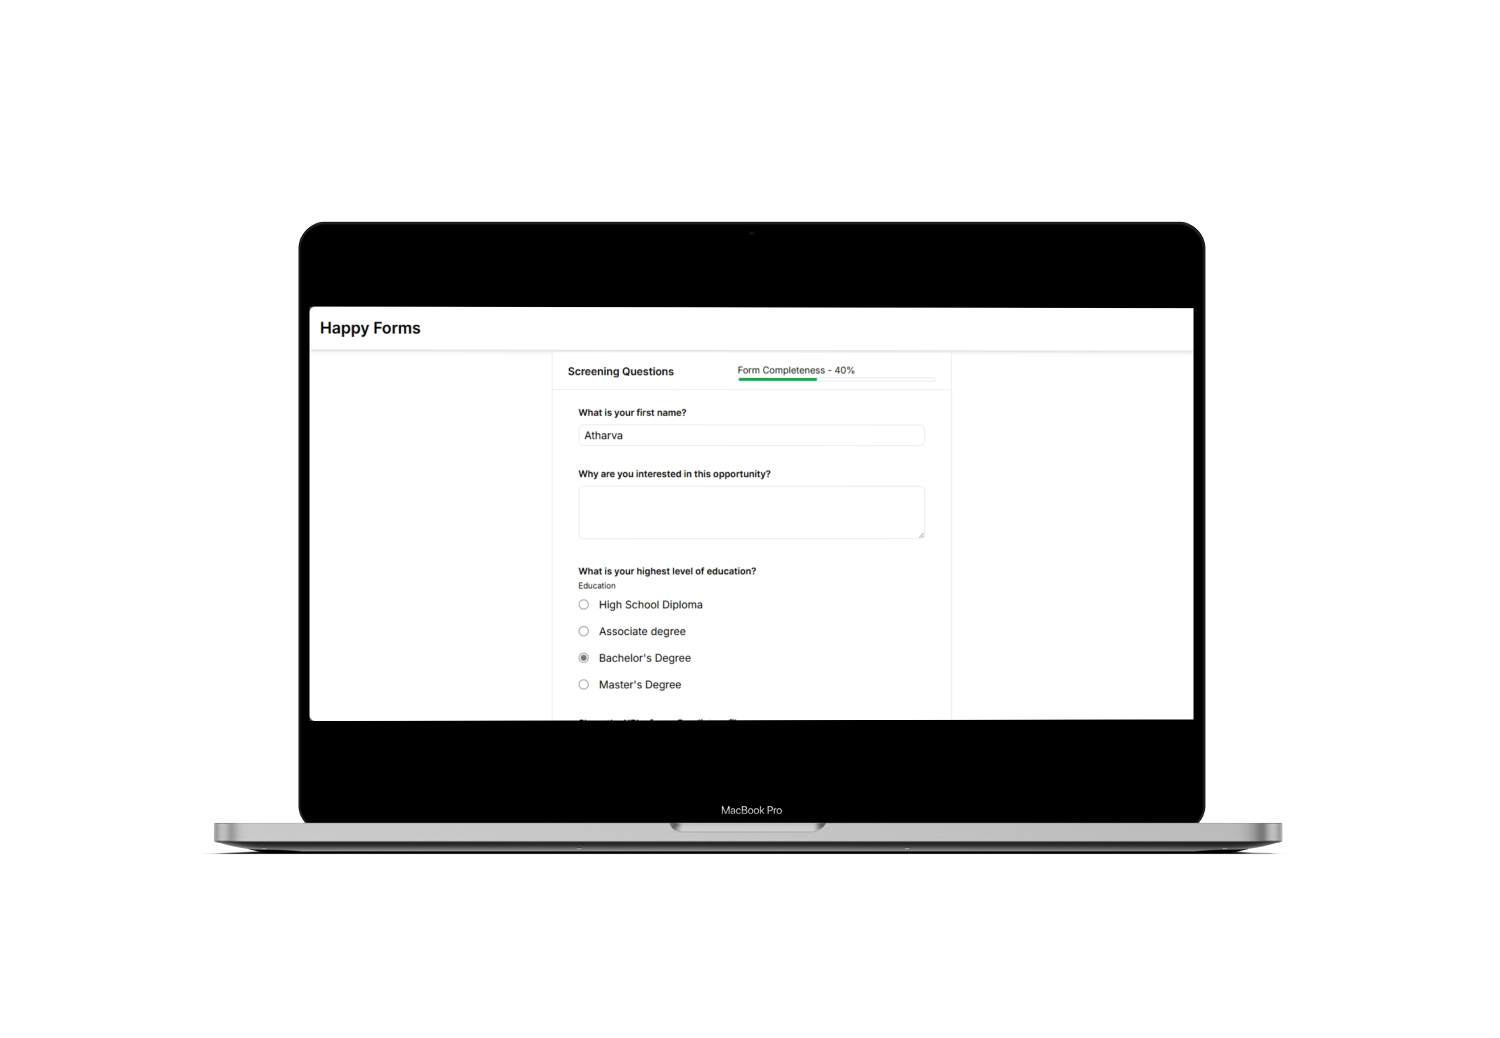 Happy Forms
Screening Questions
Form Completeness - 40%
What is your first name?
Atharva
Why are you interested in this opportunity?
What is your highest level of education?
Education
High School Diploma
Associate degree
Bachelor's Degree
Master's Degree
MacBook Pro